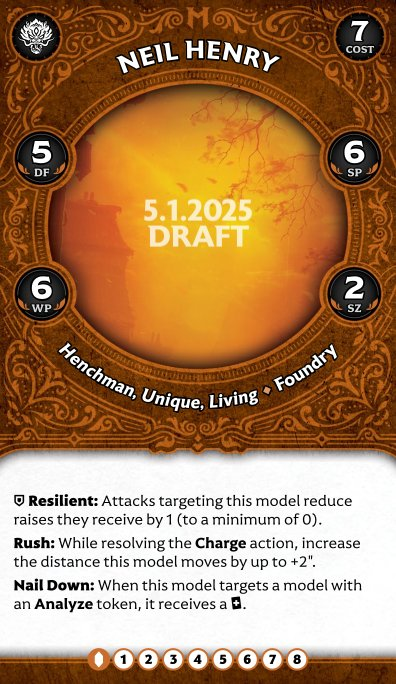 NEIL HENRY
7
COST
5
DF
6
SP
5.1.2025
DRAFT
6
WP
2
SZ
Henchman, Unique, Living • Foundry
Resilient: Attacks targeting this model reduce
raises they receive by 1 (to a minimum of 0).
Rush: While resolving the Charge action, increase
the distance this model moves by up to +2".
Nail Down: When this model targets a model with
an Analyze token, it receives a .
1 2 3 4 5 6 7 8